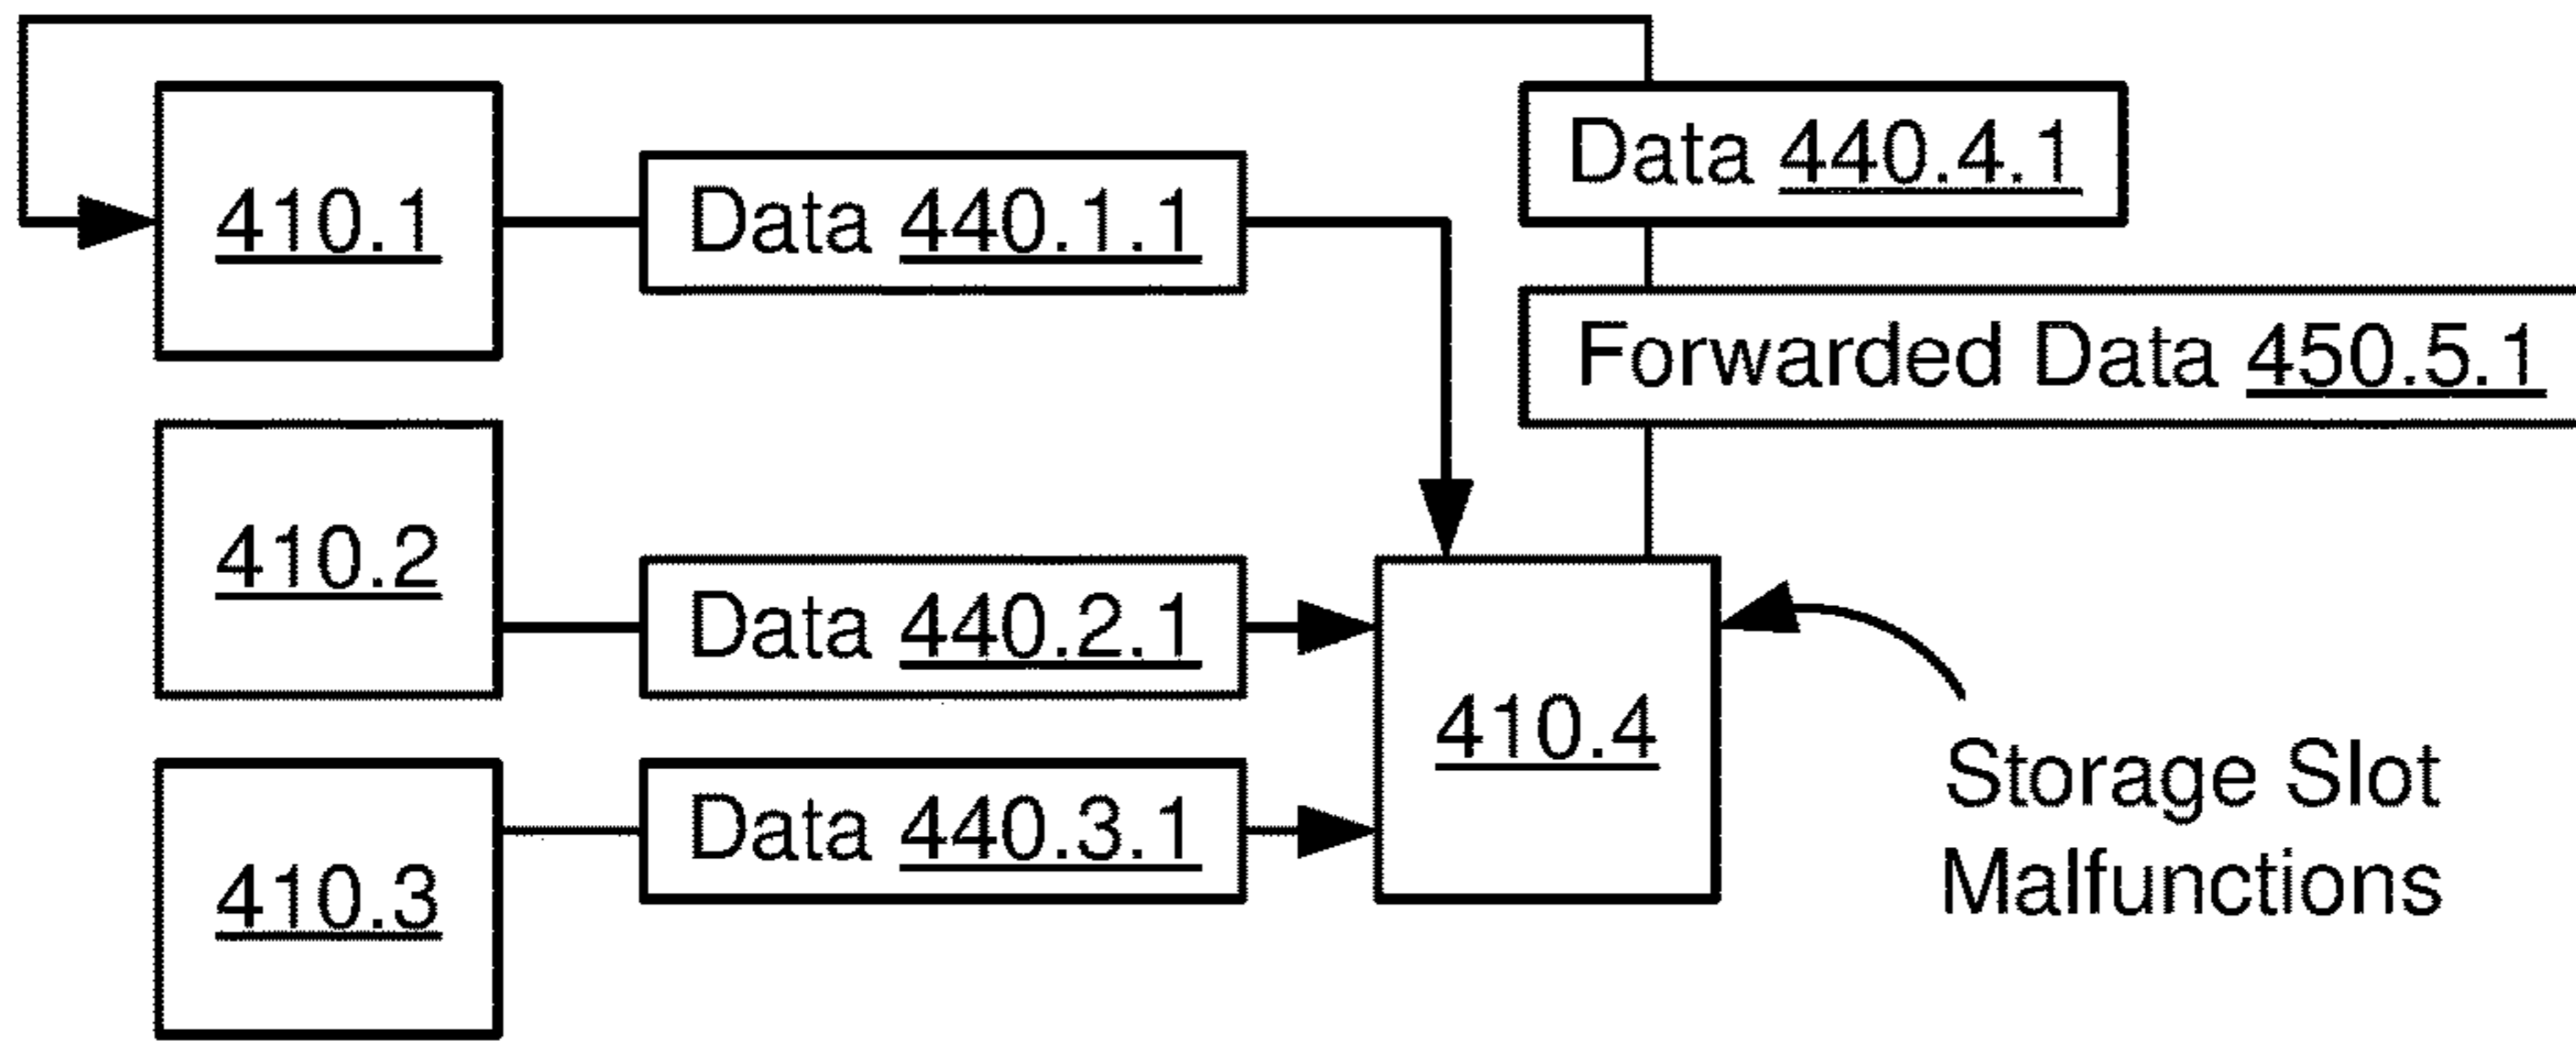 Data 440.4.1
410.1
Data 440.1.1
Forwarded Data 450.5.1
410.2
Data 440.2.1
410.4
Storage Slot
Malfunctions
410.3
Data 440.3.1